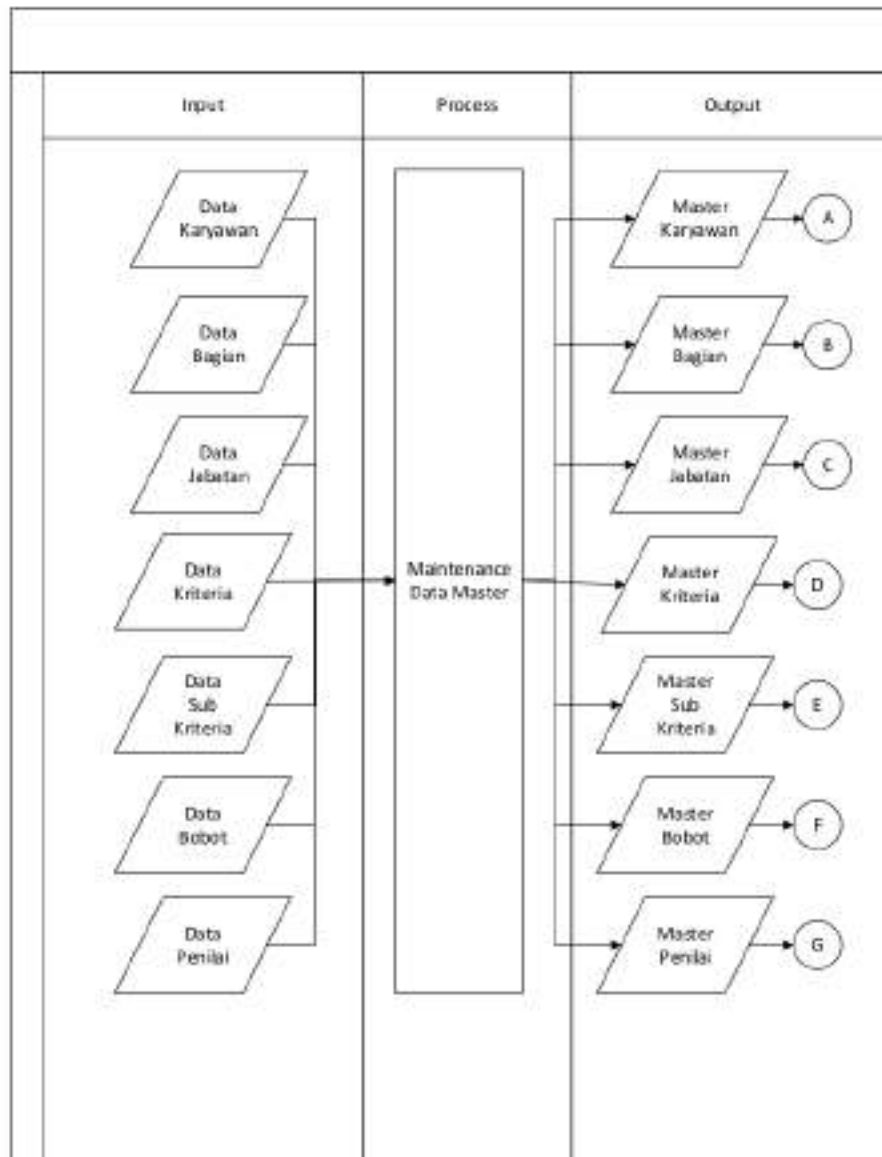 Input
Process
Output
Data
Karyawan
Master
Karyawan
A
Data
Bagian
Master
Bagian
B
Data
Jabatan
Master
Jabatan
C
Data
Kriteria
Maintenance
Data Master
Master
Kriteria
D
Data
Sub
Kriteria
Master
Sub
Kriteria
E
Data
Bobot
Master
Bobot
F
Data
Penilai
Master
Penilai
G